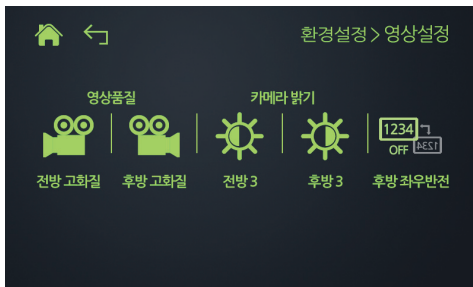 환경설정 > 영상설정
영상품질 카메라 밝기
1234
OFF 1234
전방 고화질 후방 고화질 전방 3 후방 3 후방 좌우반전